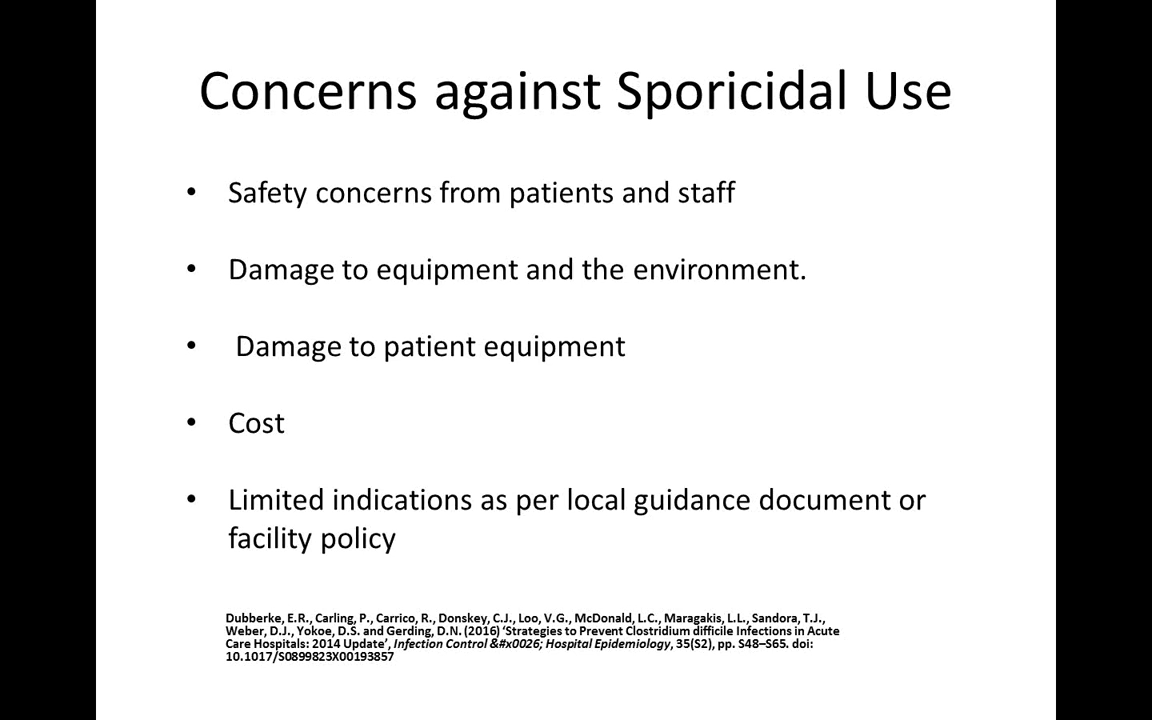 Concerns against Sporicidal Use
• Safety concerns from patients and staff
• Damage to equipment and the environment.
• Damage to patient equipment
• Cost
• Limited indications as per local guidance document or
facility policy
Dubberke, E.R., Carling, P., Carrico, R., Donskey, C.J., Loo, V.G., McDonald, L.C., Maragakis, L.L., Sandora, T.J.,
Weber, D.J., Yokoe, D.S. and Gerding, D.N. (2016) ‘Strategies to Prevent Clostridium difficile Infections in Acute
Care Hospitals: 2014 Update’, Infection Control &#x0026; Hospital Epidemiology, 35(S2), pp. S48–S65. doi:
10.1017/S0899823X00193857